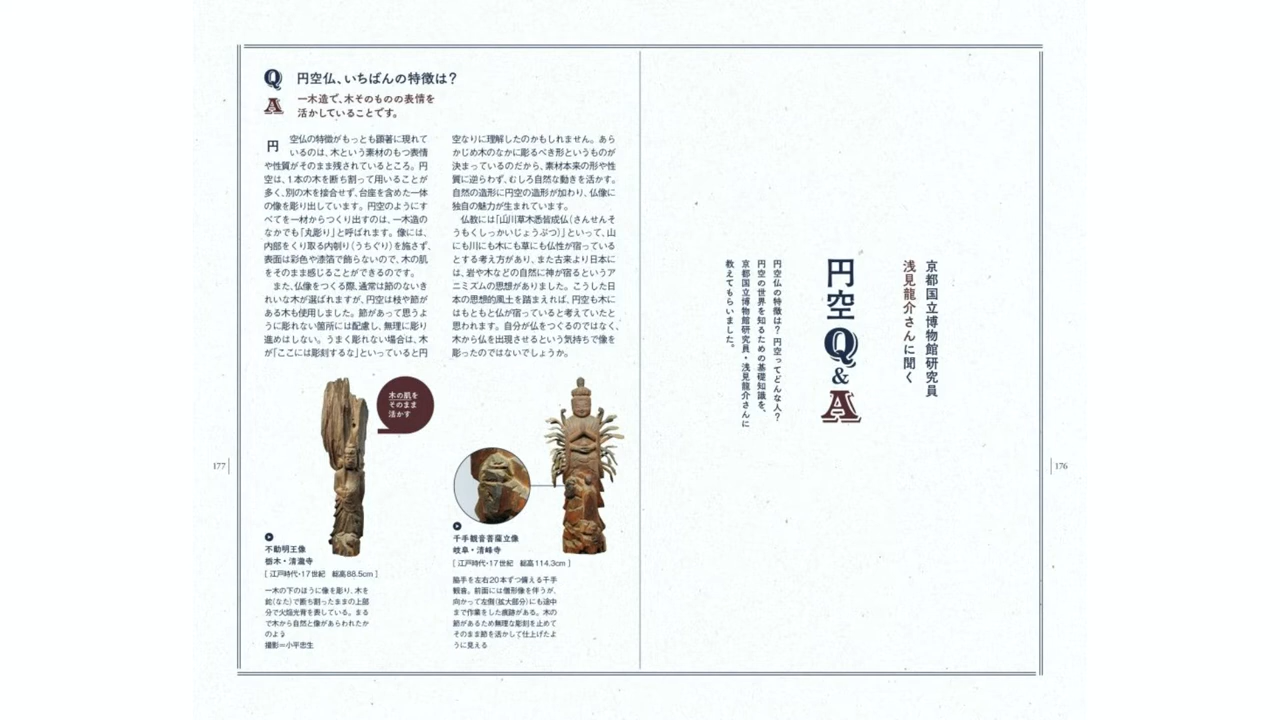 京都国立博物館研究員
浅見龍介さんに聞く
円空Q&A
円空仏の特徴は？ 円空ってどんな人？
円空の世界を知るための基礎知識を、
京都国立博物館研究員・浅見龍介さんに
教えてもらいました。
176
Q 円空仏、いちばんの特徴は？
A 一木造で、木そのものの表情を
活かしていることです。
円空仏の特徴がもっとも顕著に現れて
いるのは、木という素材のもつ表情
や性質がそのまま残されているところ。円
空は、1本の木を断ち割って用いることが
多く、別の木を接合せず、台座を含めた一体
の像を彫り出しています。円空のようにす
べてを一材からつくり出すのは、一木造の
なかでも「丸彫り」と呼ばれます。像には、
内部をくり取る内刳り（うちぐり）を施さず、
表面は彩色や漆箔で飾らないので、木の肌
をそのまま感じることができるのです。
また、仏像をつくる際、通常は節のないき
れいな木が選ばれますが、円空は枝や節が
ある木も使用しました。節があって思うよ
うに彫れない箇所には配慮し、無理に彫り
進めはしない。うまく彫れない場合は、木
が「ここには彫刻するな」といっていると円
空なりに理解したのかもしれません。あら
かじめ木のなかに彫るべき形というものが
決まっているのだから、素材本来の形や性
質に逆らわず、むしろ自然な動きを活かす。
自然の造形に円空の造形が加わり、仏像に
独自の魅力が生まれています。
仏教には「山川草木悉皆成仏（さんせんそ
うもくしっかいじょうぶつ）」といって、山
にも川にも木にも草にも仏性が宿っている
とする考え方があり、また古来より日本に
は、岩や木などの自然に神が宿るというア
ニミズムの思想がありました。こうした日
本の思想的風土を踏まえれば、円空も木に
はもともと仏が宿っていると考えていたと
思われます。自分が仏をつくるのではなく、
木から仏を出現させるという気持ちで像を
彫ったのではないでしょうか。
木の肌を
そのまま
活かす
不動明王像
栃木・清瀧寺
［江戸時代・17世紀　総高88.5cm］
一木の下のほうに像を彫り、木を
鉈（なた）で断ち割ったままの上部
分で火焔光背を表している。まる
で木から自然と像があらわれたか
のよう
撮影＝小平忠生
千手観音菩薩立像
岐阜・清峰寺
［江戸時代・17世紀　総高114.3cm］
脇手を左右20本ずつ備える千手
観音。前面には僧形像を伴うが、
向かって左側（拡大部分）にも途中
まで作業をした痕跡がある。木の
節があるため無理な彫刻を止めて
そのまま節を活かして仕上げたよ
うに見える
177